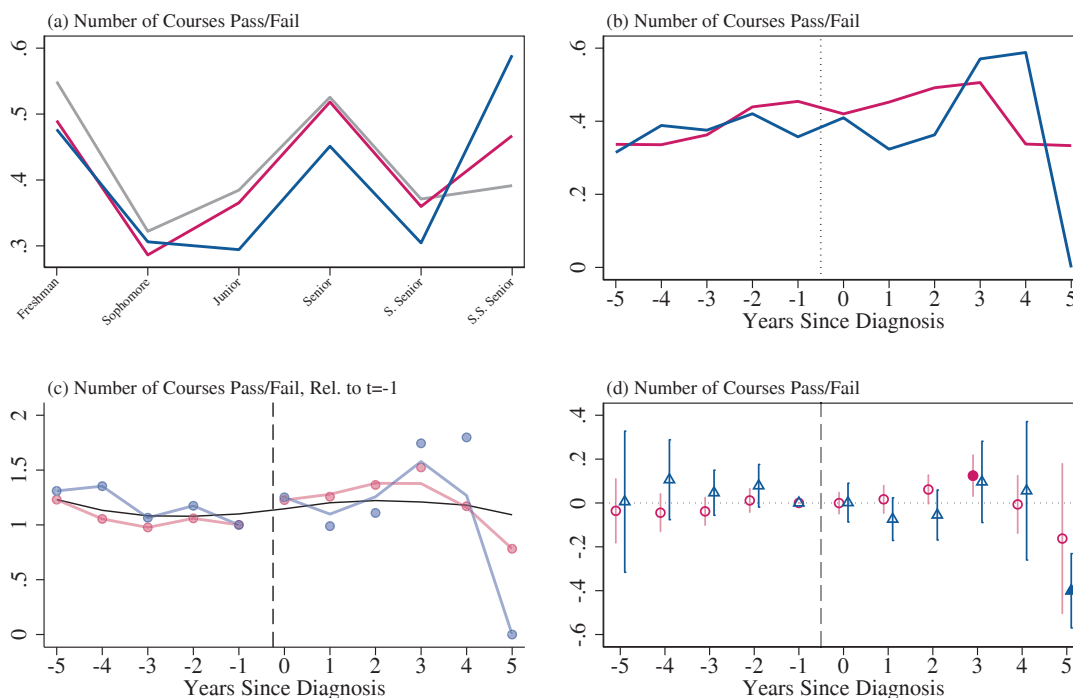 (a) Number of Courses Pass/Fail
.6
.5
.4
.3
Freshman
Sophomore
Junior
Senior
S. Senior
S.S. Senior
(b) Number of Courses Pass/Fail
.6
.4
.2
0
-5 -4 -3 -2 -1 0 1 2 3 4 5
Years Since Diagnosis
(c) Number of Courses Pass/Fail, Rel. to t=-1
2
1.5
1
.5
0
-5 -4 -3 -2 -1 0 1 2 3 4 5
Years Since Diagnosis
(d) Number of Courses Pass/Fail
.4
.2
0
-.2
-.4
-.6
-5 -4 -3 -2 -1 0 1 2 3 4 5
Years Since Diagnosis